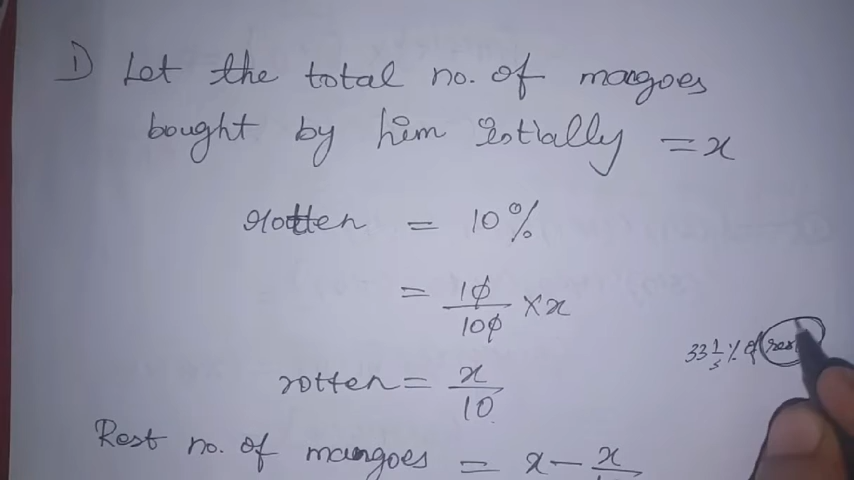 1) Let the total no. of mangoes
bought by him initially = x
rotten = 10%
= 10/100 × x
33 1/3 % of rest
rotten = x/10
Rest no. of mangoes = x - x/